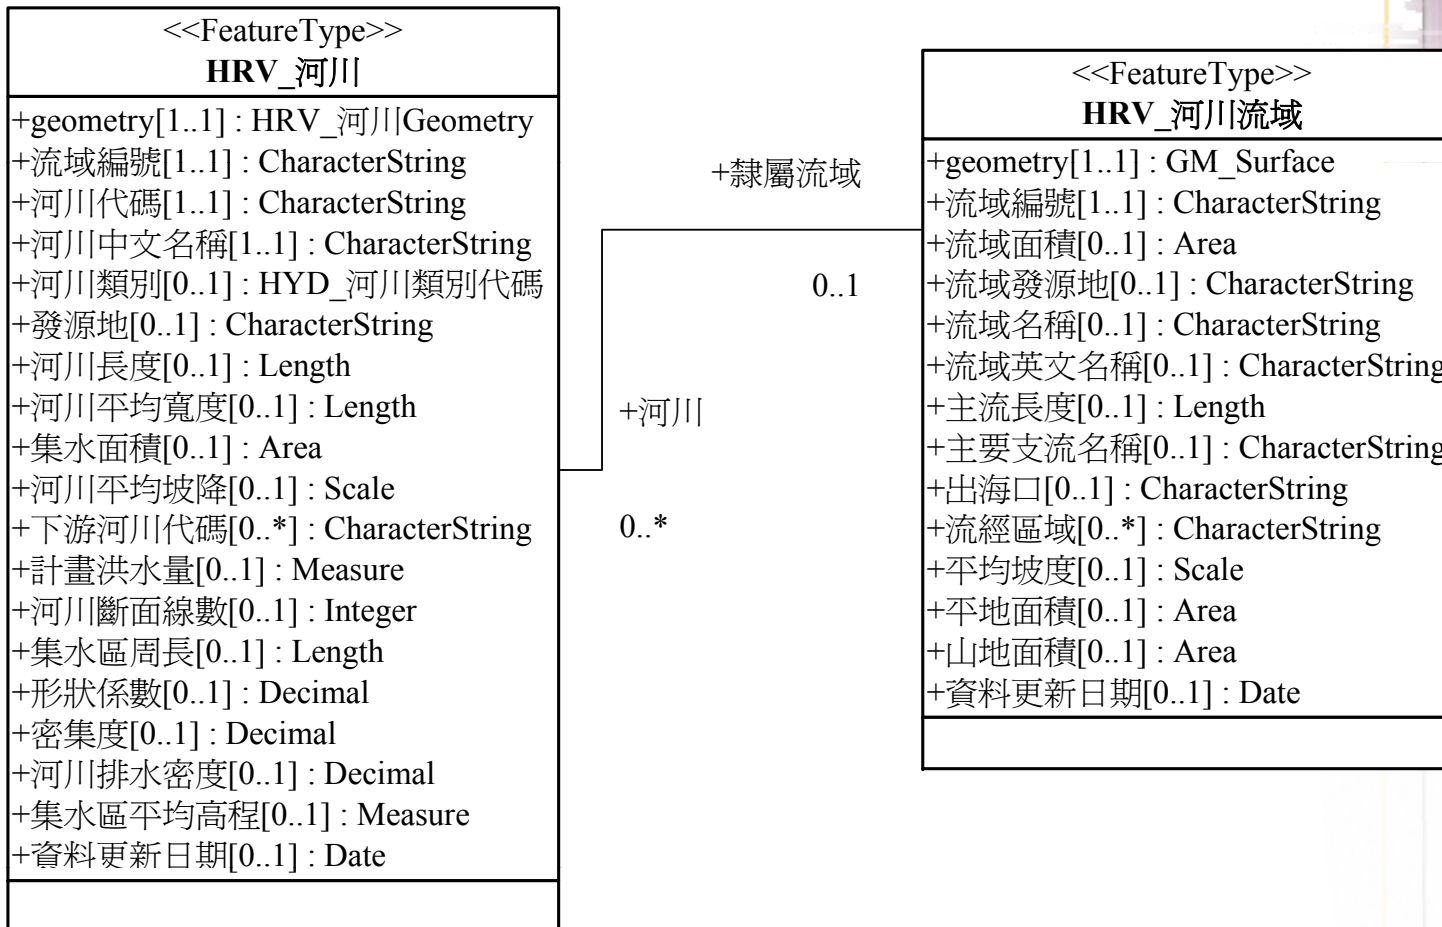 <<FeatureType>>
HRV_河川
+geometry[1..1] : HRV_河川Geometry
+流域編號[1..1] : CharacterString
+河川代碼[1..1] : CharacterString
+河川中文名稱[1..1] : CharacterString
+河川類別[0..1] : HYD_河川類別代碼
+發源地[0..1] : CharacterString
+河川長度[0..1] : Length
+河川平均寬度[0..1] : Length
+集水面積[0..1] : Area
+河川平均坡降[0..1] : Scale
+下游河川代碼[0..*] : CharacterString
+計畫洪水量[0..1] : Measure
+河川斷面線數[0..1] : Integer
+集水區周長[0..1] : Length
+形狀係數[0..1] : Decimal
+密集度[0..1] : Decimal
+河川排水密度[0..1] : Decimal
+集水區平均高程[0..1] : Measure
+資料更新日期[0..1] : Date
+隸屬流域
0..1
+河川
0..*
<<FeatureType>>
HRV_河川流域
+geometry[1..1] : GM_Surface
+流域編號[1..1] : CharacterString
+流域面積[0..1] : Area
+流域發源地[0..1] : CharacterString
+流域名稱[0..1] : CharacterString
+流域英文名稱[0..1] : CharacterString
+主流長度[0..1] : Length
+主要支流名稱[0..1] : CharacterString
+出海口[0..1] : CharacterString
+流經區域[0..*] : CharacterString
+平均坡度[0..1] : Scale
+平地面積[0..1] : Area
+山地面積[0..1] : Area
+資料更新日期[0..1] : Date